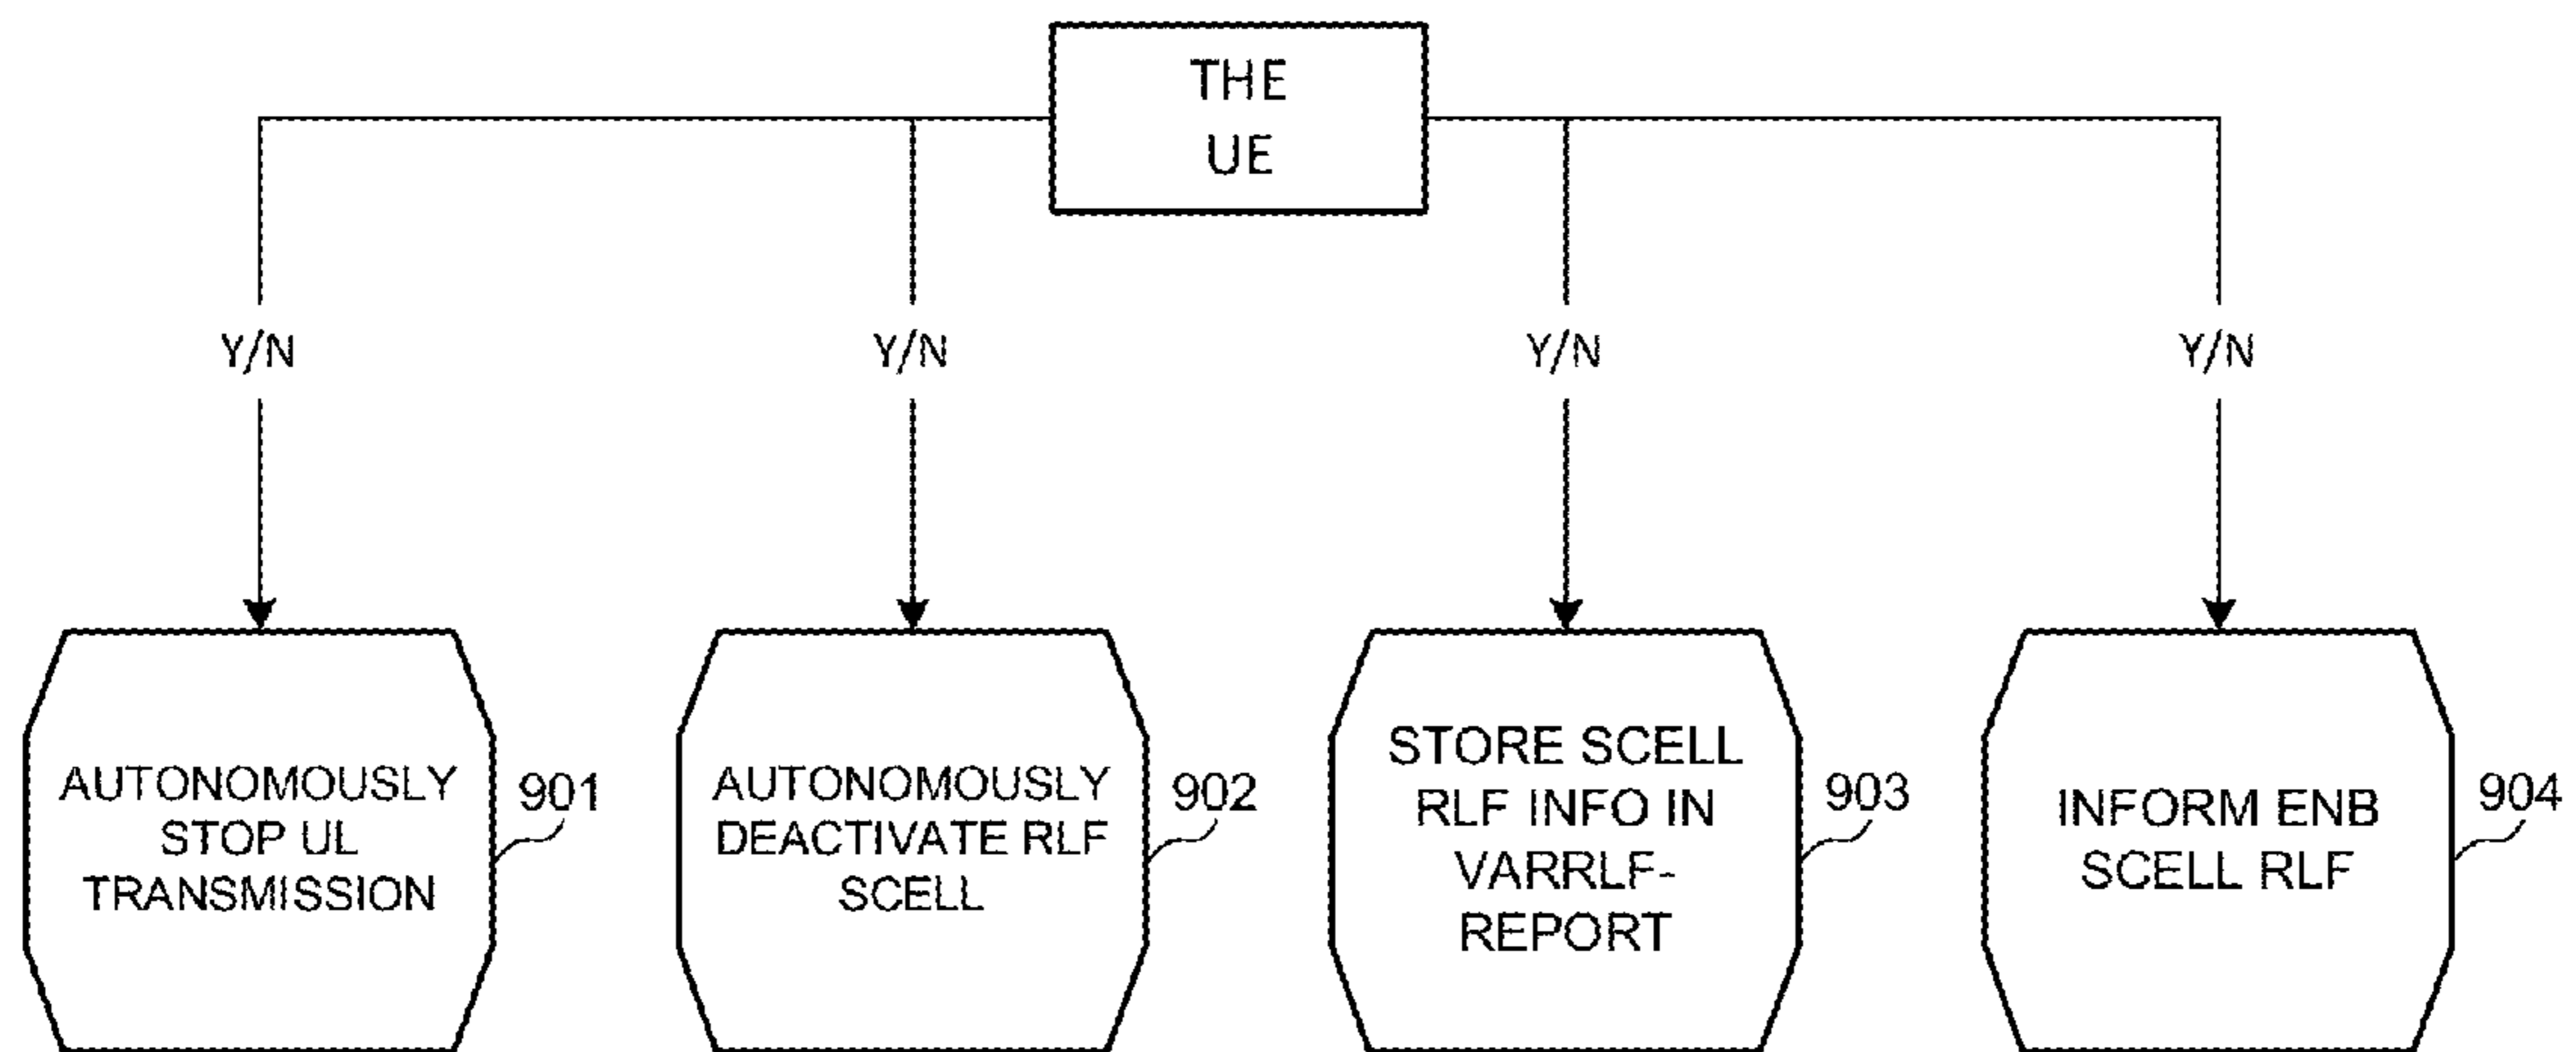 THE
UE
Y/N
Y/N
Y/N
Y/N
AUTONOMOUSLY
STOP UL
TRANSMISSION
901
AUTONOMOUSLY
DEACTIVATE RLF
SCELL
902
STORE SCELL
RLF INFO IN
VARRLF-
REPORT
903
INFORM ENB
SCELL RLF
904